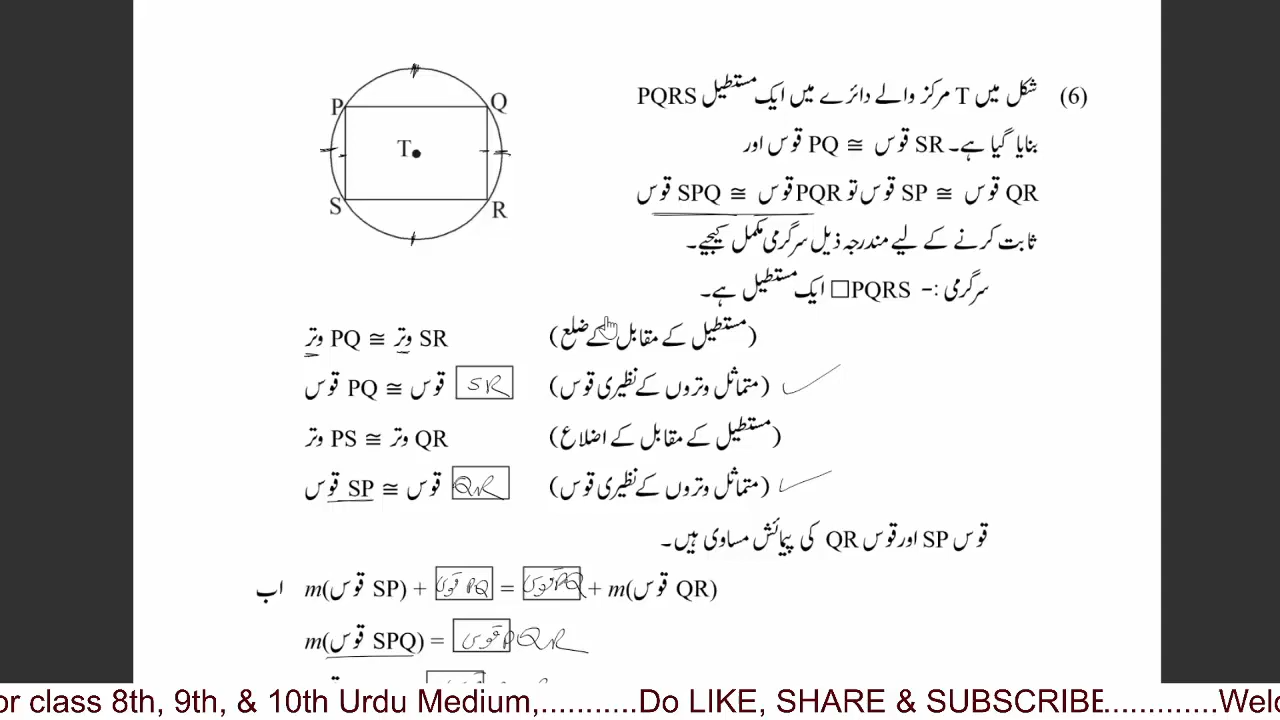 (6) شکل میں T مرکز والے دائرے میں ایک مستطیل PQRS
بنایا گیا ہے۔ قوس SR ≅ قوس PQ اور
قوس QR ≅ قوس SP تو قوس PQR ≅ قوس SPQ
ثابت کرنے کے لیے مندرجہ ذیل سرگرمی مکمل کیجیے۔
سرگرمی :- □PQRS ایک مستطیل ہے۔
P
Q
T
S
R
وتر PQ ≅ وتر SR (مستطیل کے مقابل کے ضلع)
قوس PQ ≅ قوس SR (متماثل وتروں کے نظیری قوس)
وتر PS ≅ وتر QR (مستطیل کے مقابل کے اضلاع)
قوس SP ≅ قوس QR (متماثل وتروں کے نظیری قوس)
قوس SP اور قوس QR کی پیمائش مساوی ہیں۔
اب m(قوس SP) + قوس PQ = قوس PQ + m(قوس QR)
m(قوس SPQ) = قوس PQR
or class 8th, 9th, & 10th Urdu Medium,...........Do LIKE, SHARE & SUBSCRIBE.............Welc